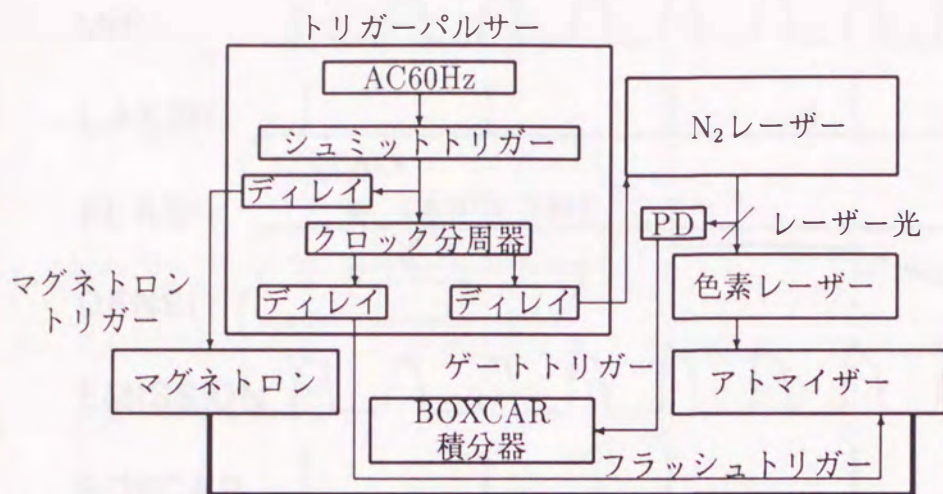 トリガーパルサー
AC60Hz
シュミットトリガー
ディレイ
クロック分周器
ディレイ
ディレイ
N₂レーザー
PD
レーザー光
色素レーザー
マグネトロン
トリガー
マグネトロン
ゲートトリガー
アトマイザー
BOXCAR
積分器
フラッシュトリガー